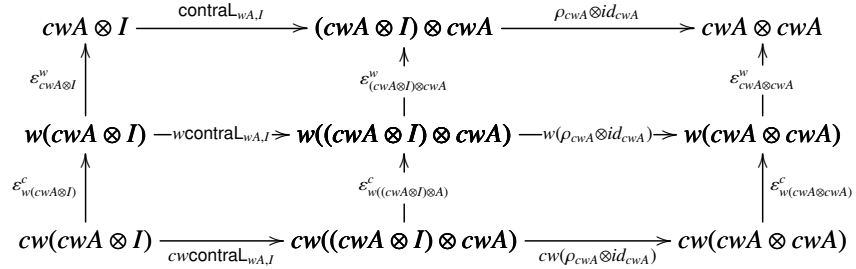 contraL_{wA,I} ρ_{cwA}⊗id_{cwA}
cwA ⊗ I (cwA ⊗ I) ⊗ cwA cwA ⊗ cwA
ε^w_{cwA⊗I} ε^w_{(cwA⊗I)⊗cwA} ε^w_{cwA⊗cwA}
w(cwA ⊗ I) wcontraL_{wA,I} w((cwA ⊗ I) ⊗ cwA) w(ρ_{cwA}⊗id_{cwA}) w(cwA ⊗ cwA)
ε^c_{w(cwA⊗I)} ε^c_{w((cwA⊗I)⊗A)} ε^c_{w(cwA⊗cwA)}
cw(cwA ⊗ I) cw((cwA ⊗ I) ⊗ cwA) cw(cwA ⊗ cwA)
cwcontraL_{wA,I} cw(ρ_{cwA}⊗id_{cwA})